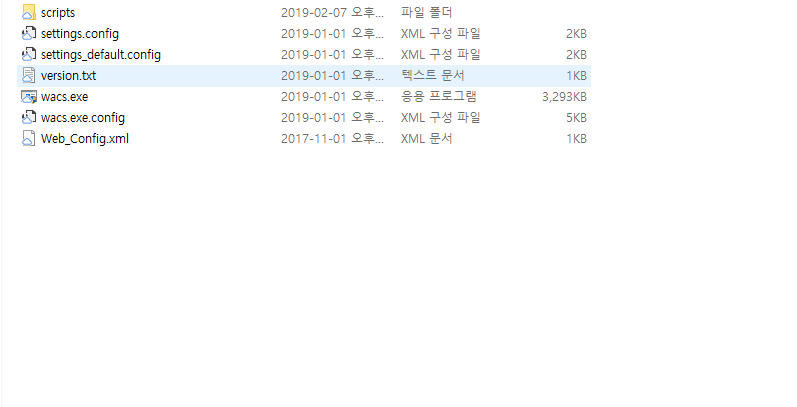 scripts 2019-02-07 오후... 파일 폴더
settings.config 2019-01-01 오후... XML 구성 파일 2KB
settings_default.config 2019-01-01 오후... XML 구성 파일 2KB
version.txt 2019-01-01 오후... 텍스트 문서 1KB
wacs.exe 2019-01-01 오후... 응용 프로그램 3,293KB
wacs.exe.config 2019-01-01 오후... XML 구성 파일 5KB
Web_Config.xml 2017-11-01 오후... XML 문서 1KB